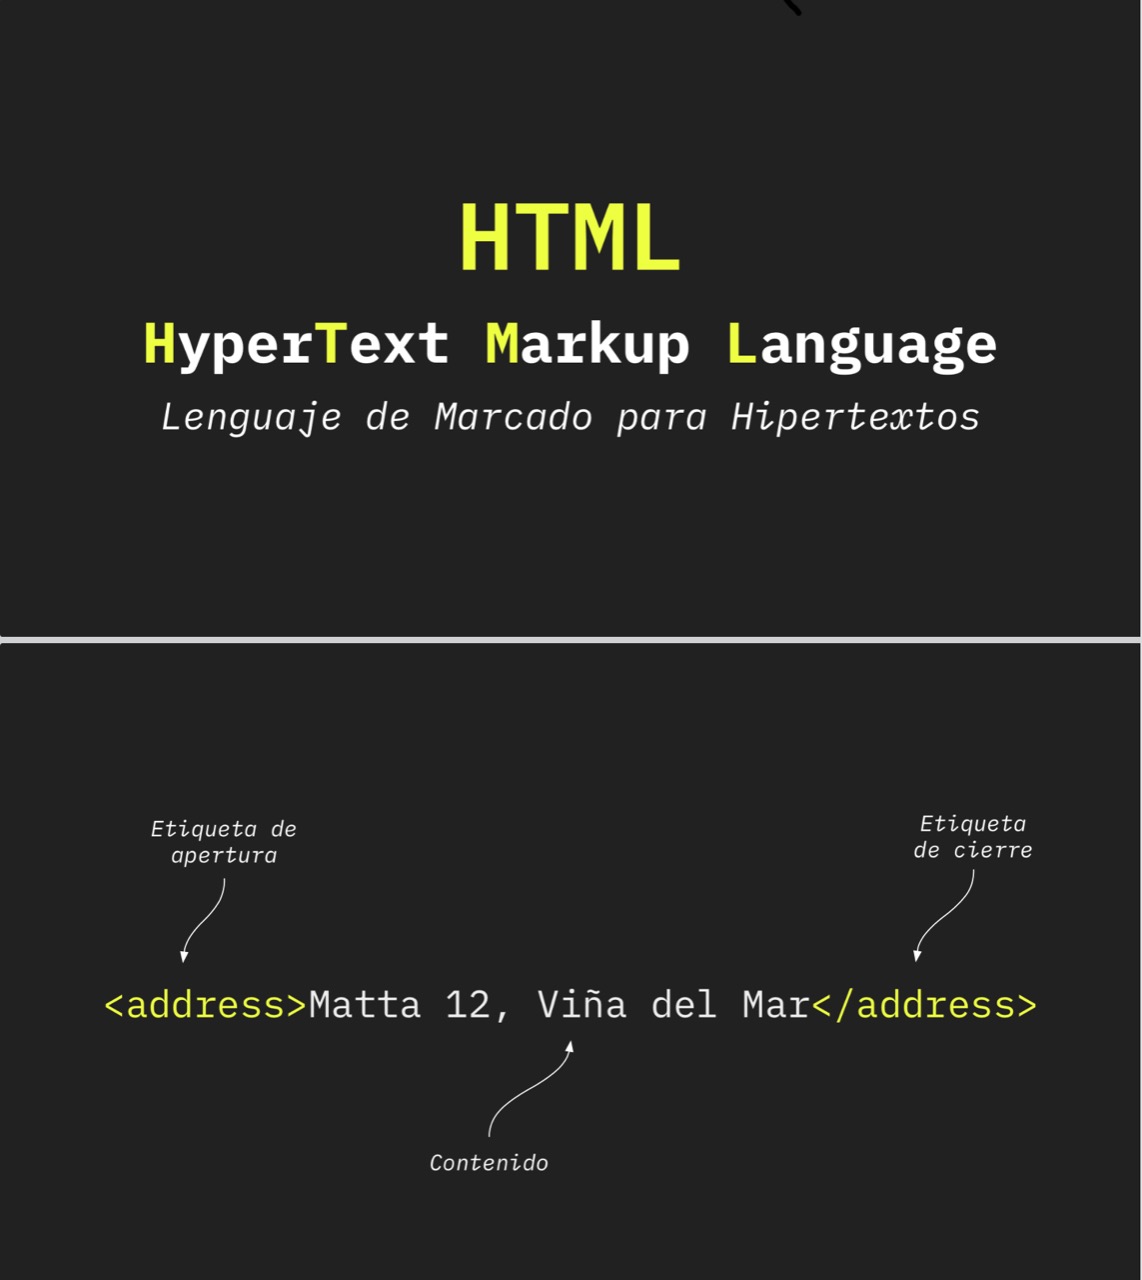 HTML
HyperText Markup Language
Lenguaje de Marcado para Hipertextos
Etiqueta de
apertura
Etiqueta
de cierre
<address>Matta 12, Viña del Mar</address>
Contenido